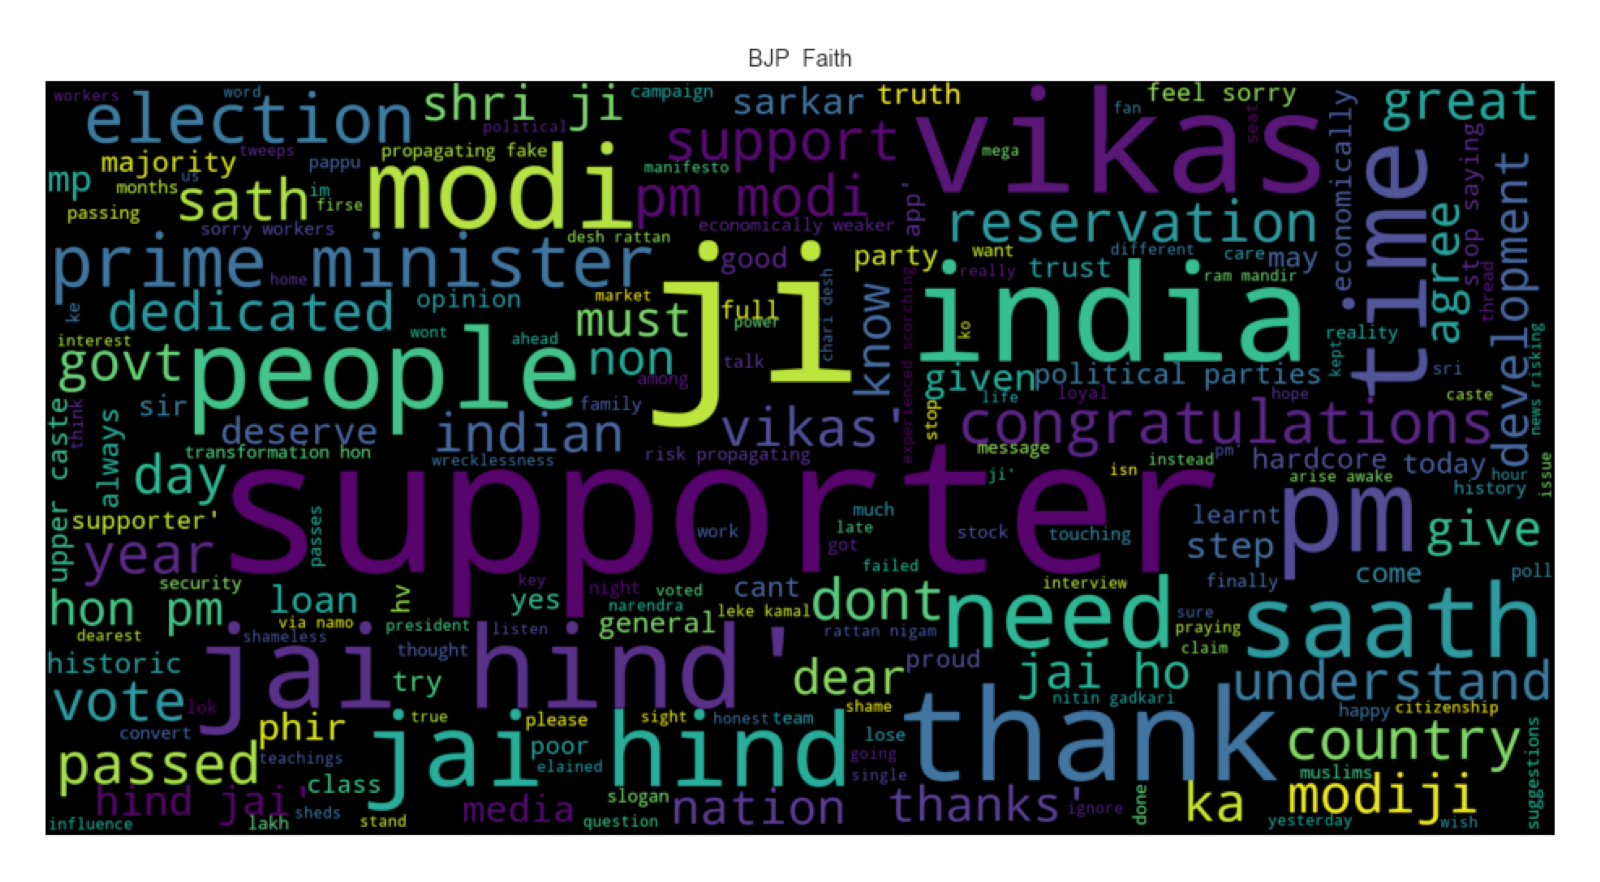 BJP Faith
workers word election shri ji campaign sarkar truth vikas fan feel sorry great
political tweeps majority pappu propagating fake support manifesto mega seat
mp months us im sath firse modi pm modi app' reservation economically time stop saying development
passing sorry workers desh rattan economically weaker
prime minister home good party want different care may agree
dedicated opinion market ji full know really trust ram mandir thread
ke wont ahead must power chari desh india ko reality
interest govt people non talk experienced scorching given political parties kept sri
sir among life loyal hope caste news risking
upper caste think always deserve family indian vikas' stop congratulations
transformation hon wrecklessness risk propagating message pm' hardcore today
day supporter ji' isn instead arise awake hour history issue
supporter' passes work much late stock touching learnt pm give
year got step
security key night voted cant failed interview finally come poll
hon pm loan hv yes narendra leke kamal dont need sure saath
dearest via namo president listen general rattan nigam praying claim
historic shameless jai hind' thought dear proud jai ho understand
vote lok try shame nitin gadkari happy citizenship
convert phir true please sight honest team lose thank country
passed teachings jai hind poor elained going single muslims suggestions
class slogan modiji
hind jai' sheds media nation thanks' ignore done ka
influence lakh stand question yesterday wish